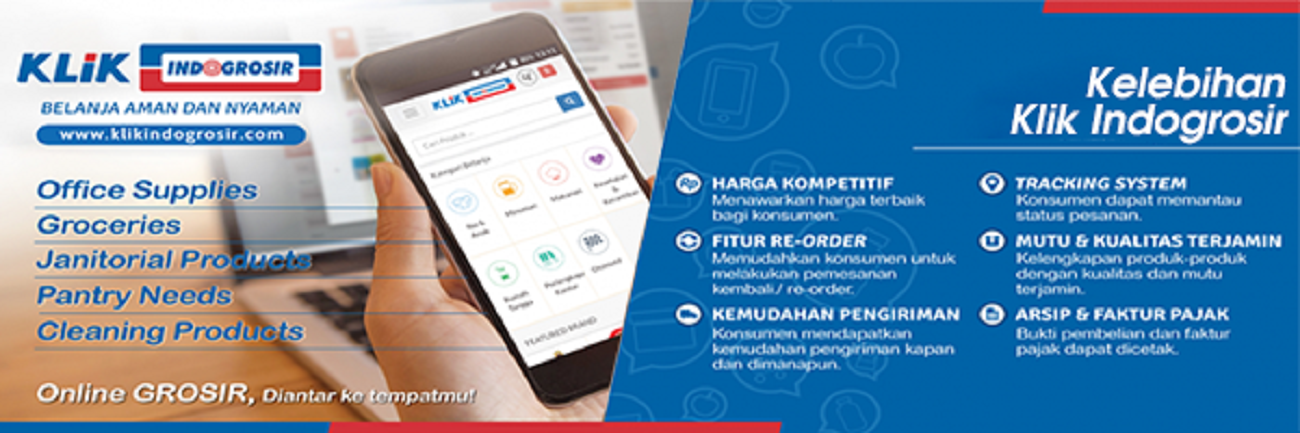 KLiK INDOGROSIR
BELANJA AMAN DAN NYAMAN
www.klikindogrosir.com
Office Supplies
Groceries
Janitorial Products
Pantry Needs
Cleaning Products
Online GROSIR, Diantar ke tempatmu!
KLiK
Cari Produk ...
Kategori Belanja
Minuman
Makanan
Kesehatan
&
Rumah
Tangga
Perlengkapan
Kantor
Otomotif
FEATURED BRAND
Kelebihan
Klik Indogrosir
Rp HARGA KOMPETITIF
Menawarkan harga terbaik
bagi konsumen.
FITUR RE-ORDER
Memudahkan konsumen untuk
melakukan pemesanan
kembali/ re-order.
KEMUDAHAN PENGIRIMAN
Konsumen mendapatkan
kemudahan pengiriman kapan
dan dimanapun.
TRACKING SYSTEM
Konsumen dapat memantau
status pesanan.
MUTU & KUALITAS TERJAMIN
Kelengkapan produk-produk
dengan kualitas dan mutu
terjamin.
ARSIP & FAKTUR PAJAK
Bukti pembelian dan faktur
pajak dapat dicetak.